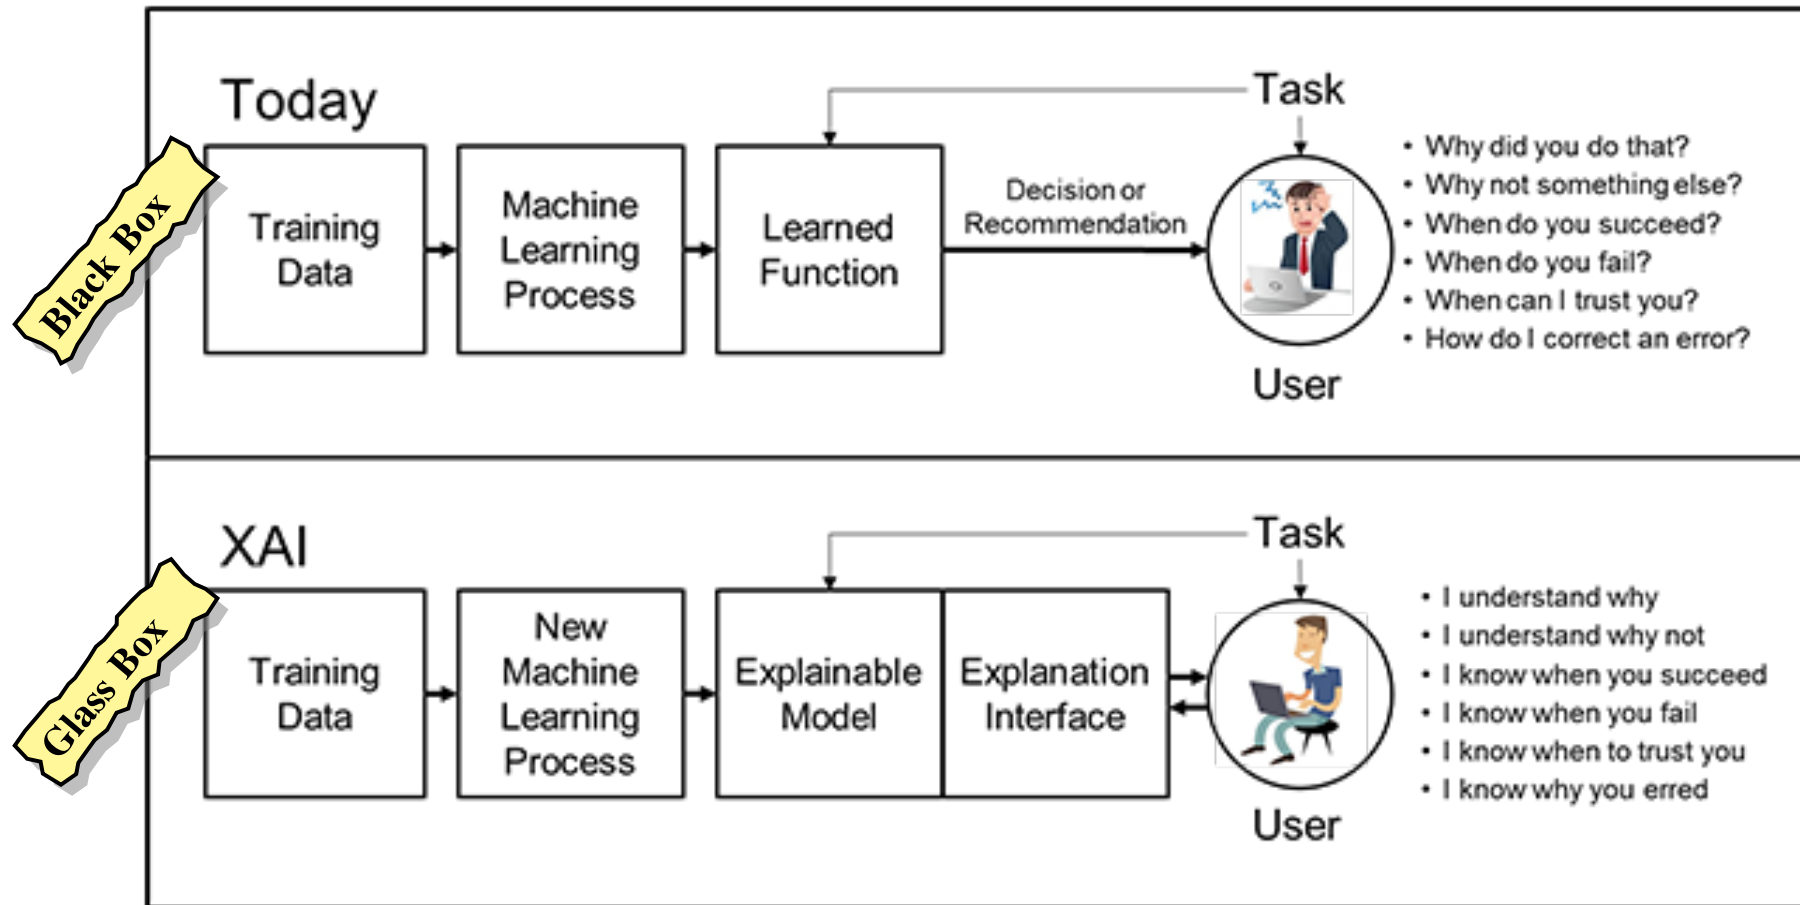 Today
Task
Black Box
Training
Data
Machine
Learning
Process
Learned
Function
Decision or
Recommendation
User
• Why did you do that?
• Why not something else?
• When do you succeed?
• When do you fail?
• When can I trust you?
• How do I correct an error?
XAI
Task
Glass Box
Training
Data
New
Machine
Learning
Process
Explainable
Model
Explanation
Interface
User
• I understand why
• I understand why not
• I know when you succeed
• I know when you fail
• I know when to trust you
• I know why you erred